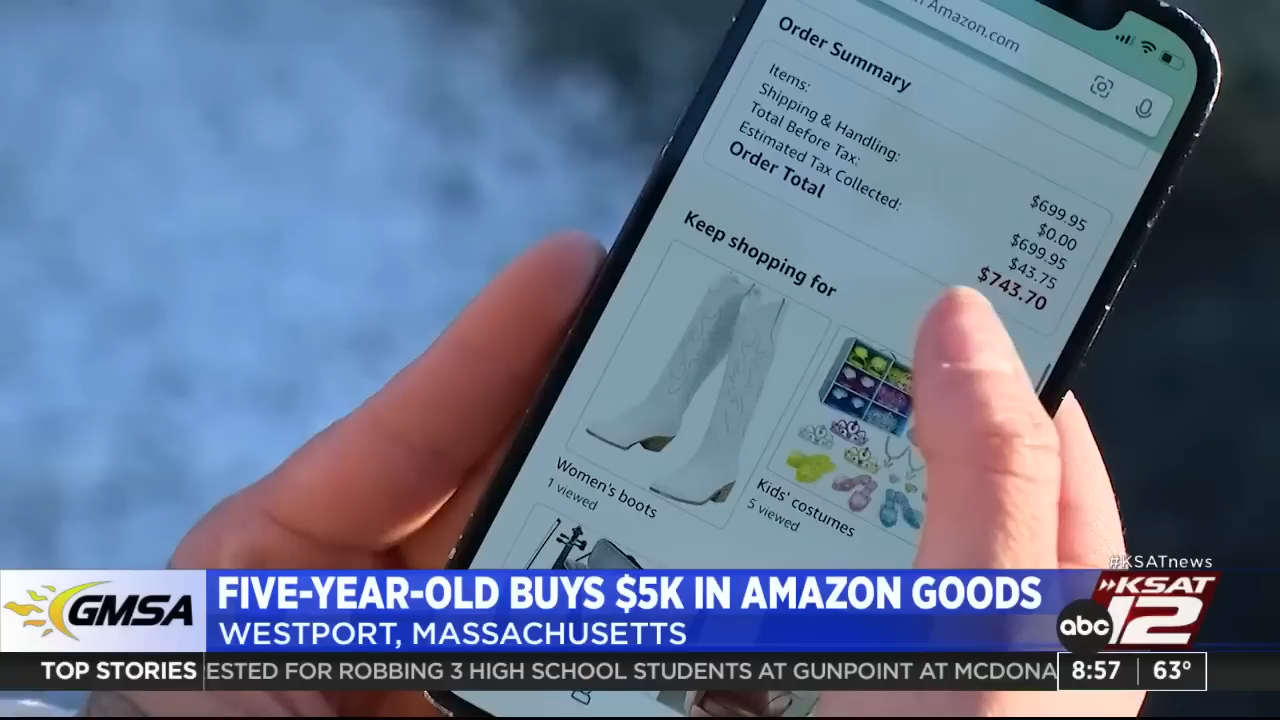 Amazon.com
Order Summary
Items: $699.95
Shipping & Handling: $0.00
Total Before Tax: $699.95
Estimated Tax Collected: $43.75
Order Total $743.70
Keep shopping for
Women's boots
1 viewed
Kids' costumes
5 viewed
#KSATnews
GMSA
FIVE-YEAR-OLD BUYS $5K IN AMAZON GOODS
WESTPORT, MASSACHUSETTS
abc
KSAT
12
TOP STORIES ESTED FOR ROBBING 3 HIGH SCHOOL STUDENTS AT GUNPOINT AT MCDONA 8:57 63°